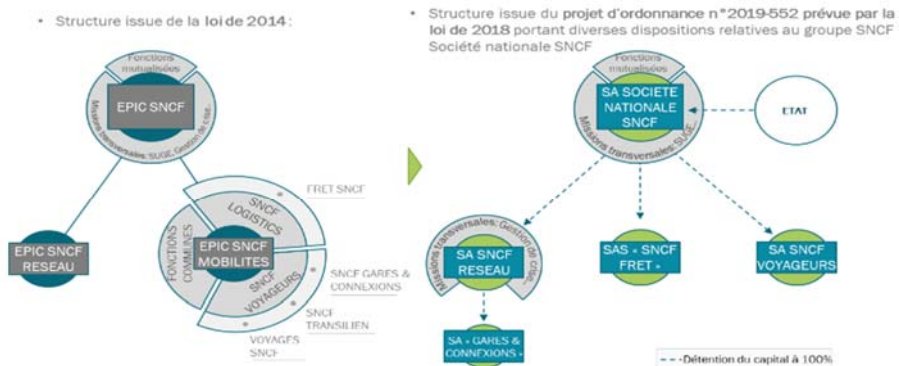 • Structure issue de la loi de 2014 :
Fonctions
mutualisées
EPIC SNCF
Missions transversales: SUGE, Gestion de crise..
EPIC SNCF
RESEAU
FONCTIONS
COMMUNES
SNCF
LOGISTICS
EPIC SNCF
MOBILITES
SNCF
VOYAGEURS
FRET SNCF
SNCF GARES &
CONNEXIONS
SNCF
TRANSILIEN
VOYAGES
SNCF
• Structure issue du projet d'ordonnance n°2019-552 prévue par la
loi de 2018 portant diverses dispositions relatives au groupe SNCF
Société nationale SNCF
Fonctions
mutualisées
SA SOCIETE
NATIONALE
SNCF
Missions transversales: SUGE..
ETAT
Missions transversales: Gestion de crise..
SA SNCF
RESEAU
SAS « SNCF
FRET »
SA SNCF
VOYAGEURS
SA « GARES &
CONNEXIONS »
Détention du capital à 100%